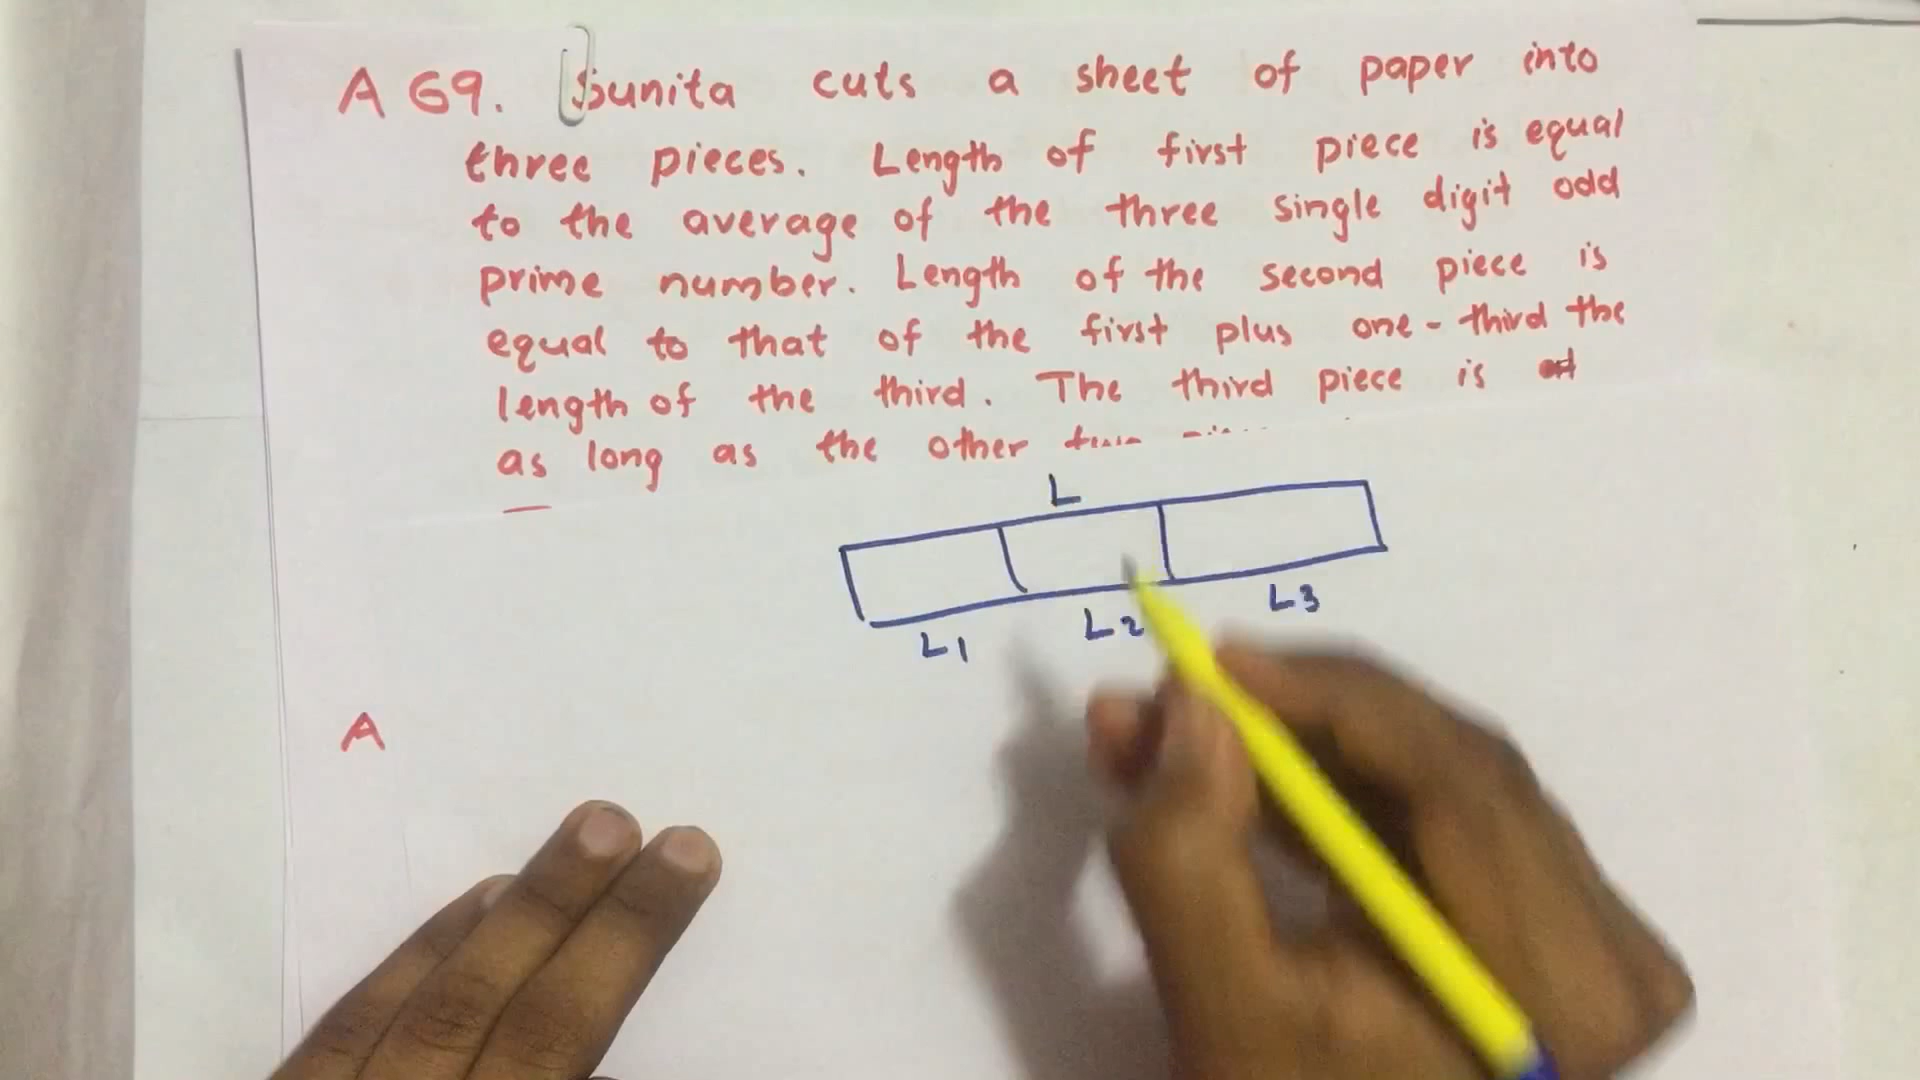 A 69. Sunita cuts a sheet of paper into
three pieces. Length of first piece is equal
to the average of the three single digit odd
prime number. Length of the second piece is
equal to that of the first plus one-third the
length of the third. The third piece is
as long as the other
L
L1 L2 L3
A